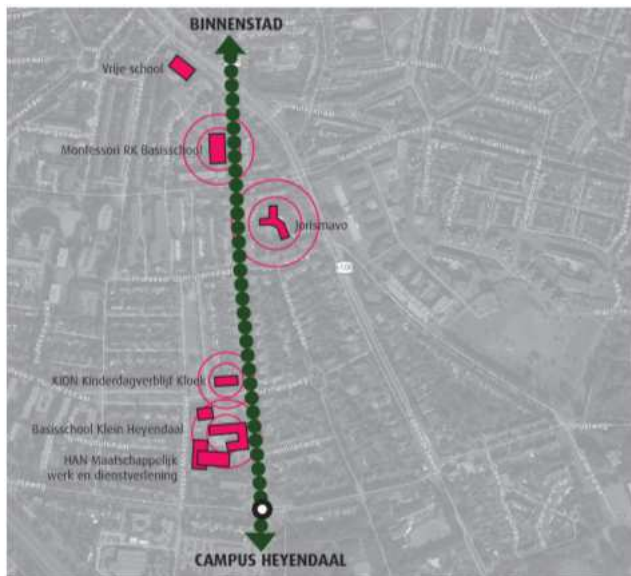 BINNENSTAD
Vrije school
Montessori RK Basisschool
Jorismavo
KION Kinderdagverblijf Kloek
Basisschool Klein Heyendaal
HAN Maatschappelijk
werk en dienstverlening
CAMPUS HEYENDAAL